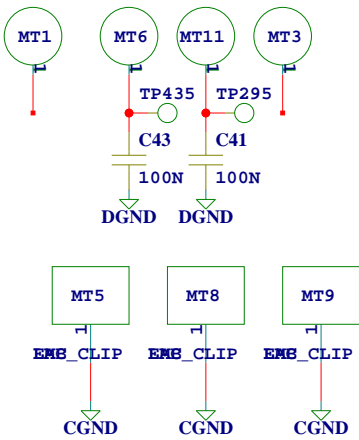 MT1 MT6 MT11 MT3
1 1 1 1
TP435 TP295
C43 C41
100N 100N
DGND DGND
MT5 MT8 MT9
1 1 1
CGND CGND CGND